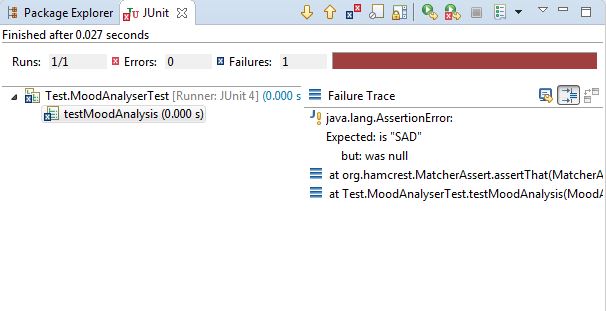 Package Explorer JUnit
Finished after 0.027 seconds
Runs: 1/1 Errors: 0 Failures: 1
Test.MoodAnalyserTest [Runner: JUnit 4] (0.000 s
testMoodAnalysis (0.000 s)
Failure Trace
java.lang.AssertionError:
Expected: is "SAD"
but: was null
at org.hamcrest.MatcherAssert.assertThat(MatcherA
at Test.MoodAnalyserTest.testMoodAnalysis(MoodA